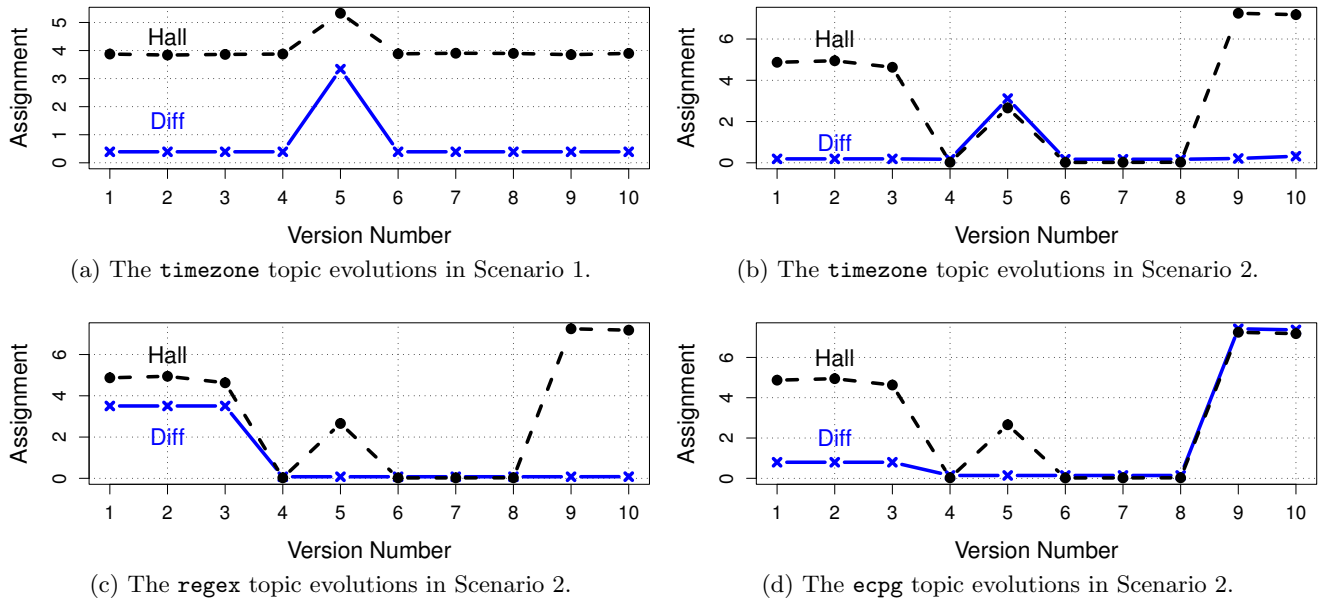 Assignment
5
4
3
2
1
0
Hall
Diff
1 2 3 4 5 6 7 8 9 10
Version Number
(a) The timezone topic evolutions in Scenario 1.
Assignment
6
4
2
0
Hall
Diff
1 2 3 4 5 6 7 8 9 10
Version Number
(b) The timezone topic evolutions in Scenario 2.
Assignment
6
4
2
0
Hall
Diff
1 2 3 4 5 6 7 8 9 10
Version Number
(c) The regex topic evolutions in Scenario 2.
Assignment
6
4
2
0
Hall
Diff
1 2 3 4 5 6 7 8 9 10
Version Number
(d) The ecpg topic evolutions in Scenario 2.